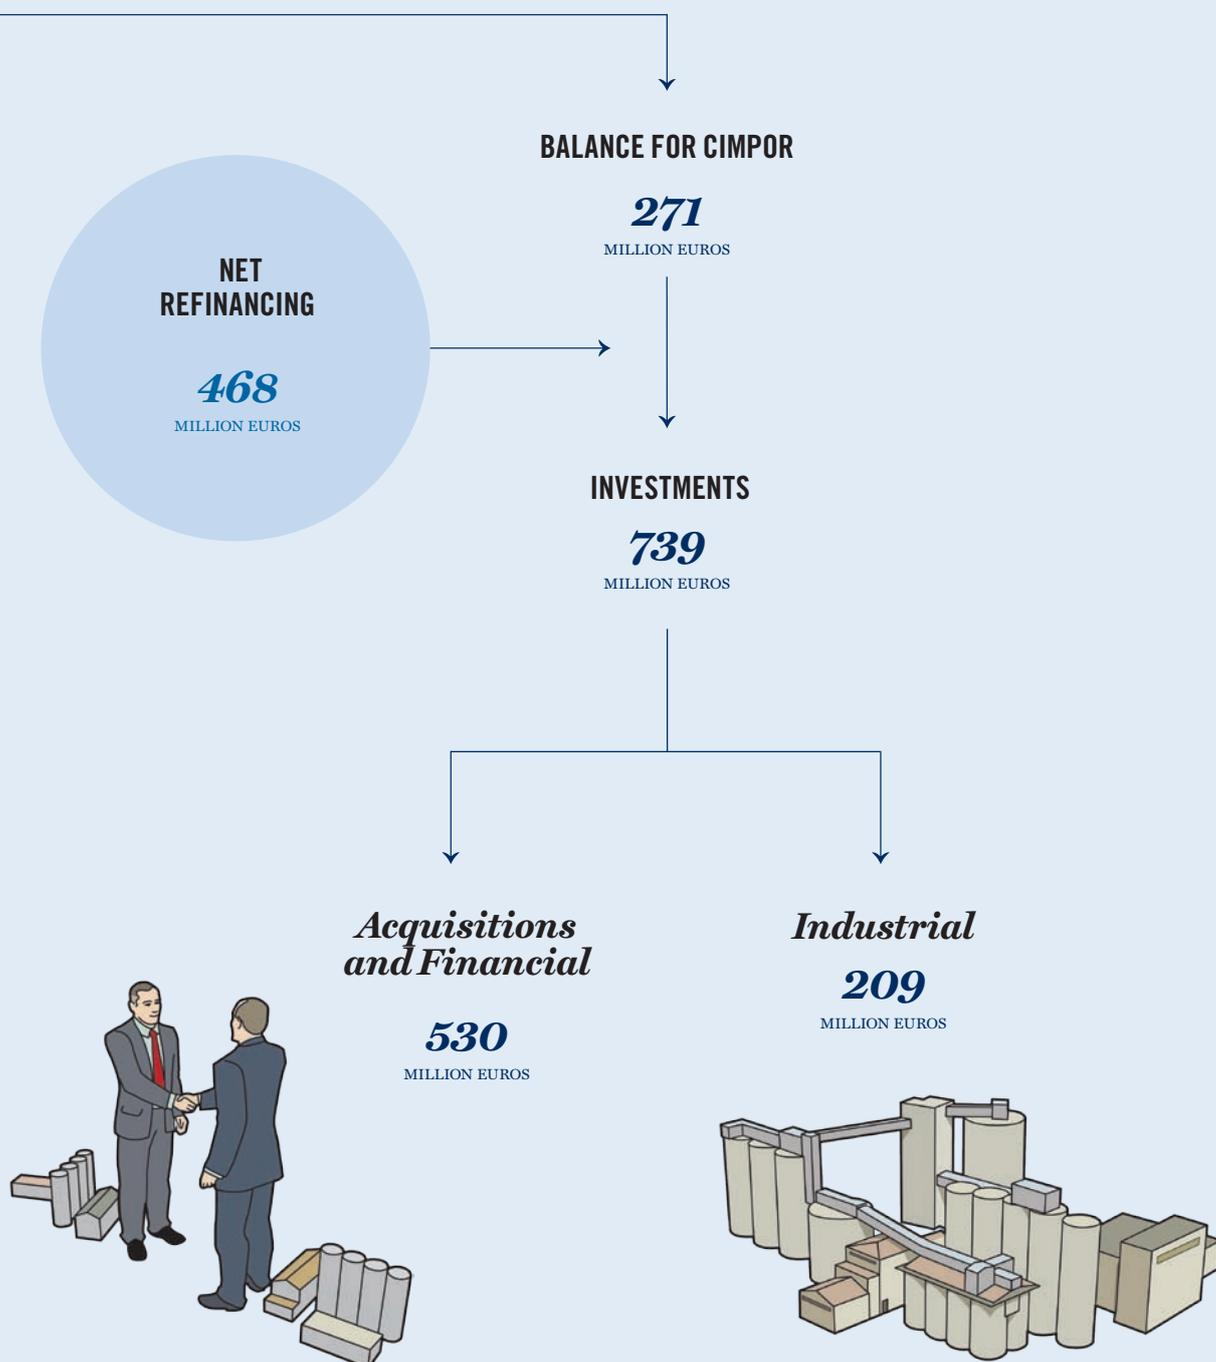 BALANCE FOR CIMPOR
271
MILLION EUROS
NET
REFINANCING
468
MILLION EUROS
INVESTMENTS
739
MILLION EUROS
Acquisitions
and Financial
530
MILLION EUROS
Industrial
209
MILLION EUROS